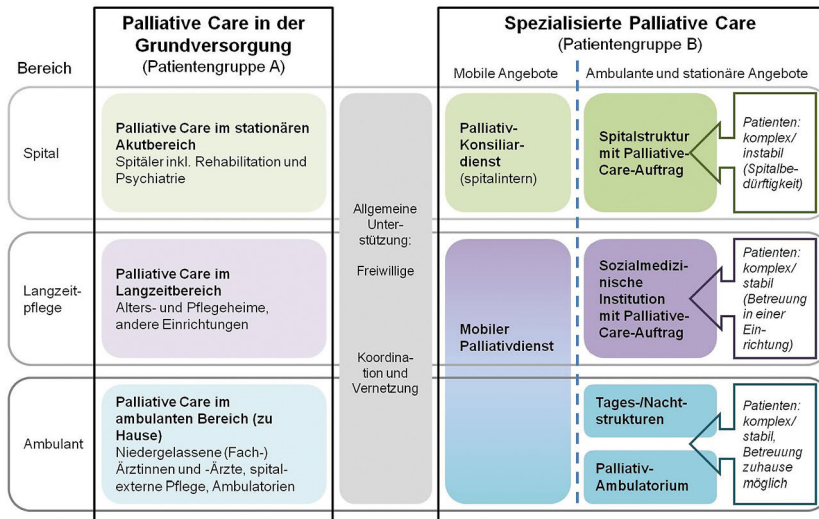 Palliative Care in der
Grundversorgung
(Patientengruppe A)
Spezialisierte Palliative Care
(Patientengruppe B)
Bereich
Mobile Angebote
Ambulante und stationäre Angebote
Spital
Palliative Care im stationären
Akutbereich
Spitäler inkl. Rehabilitation und
Psychiatrie
Allgemeine
Unter-
stützung:
Freiwillige
Koordina-
tion und
Vernetzung
Palliativ-
Konsiliar-
dienst
(spitalintern)
Spitalstruktur
mit Palliative-
Care-Auftrag
Patienten:
komplex/
instabil
(Spitalbe-
dürftigkeit)
Langzeit-
pflege
Palliative Care im
Langzeitbereich
Alters- und Pflegeheime,
andere Einrichtungen
Mobiler
Palliativdienst
Sozialmedizi-
nische
Institution
mit Palliative-
Care-Auftrag
Patienten:
komplex/
stabil
(Betreuung
in einer
Ein-
richtung)
Ambulant
Palliative Care im
ambulanten Bereich (zu
Hause)
Niedergelassene (Fach-)
Ärztinnen und -Ärzte, spital-
externe Pflege, Ambulatorien
Tages-/Nacht-
strukturen
Palliativ-
Ambulatorium
Patienten:
komplex/
stabil,
Betreuung
zuhause
möglich